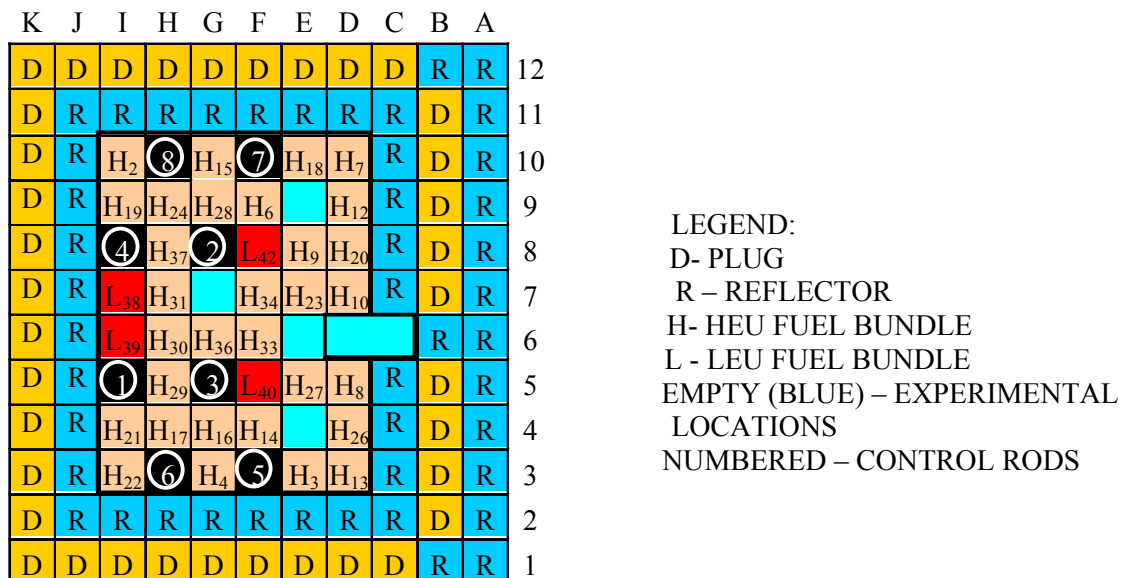 K J I H G F E D C B A
D D D D D D D D D R R 12
D R R R R R R R R D R 11
D R H2 8 H15 7 H18 H7 R D R 10
D R H19 H24 H28 H6 H12 R D R 9
D R 4 H37 2 L42 H9 H20 R D R 8
D R L38 H31 H34 H23 H10 R D R 7
D R L39 H30 H36 H33 R R 6
D R 1 H29 3 L40 H27 H8 R D R 5
D R H21 H17 H16 H14 H26 R D R 4
D R H22 6 H4 5 H3 H13 R D R 3
D R R R R R R R R D R 2
D D D D D D D D D R R 1
LEGEND:
D- PLUG
R – REFLECTOR
H- HEU FUEL BUNDLE
L - LEU FUEL BUNDLE
EMPTY (BLUE) – EXPERIMENTAL
LOCATIONS
NUMBERED – CONTROL RODS